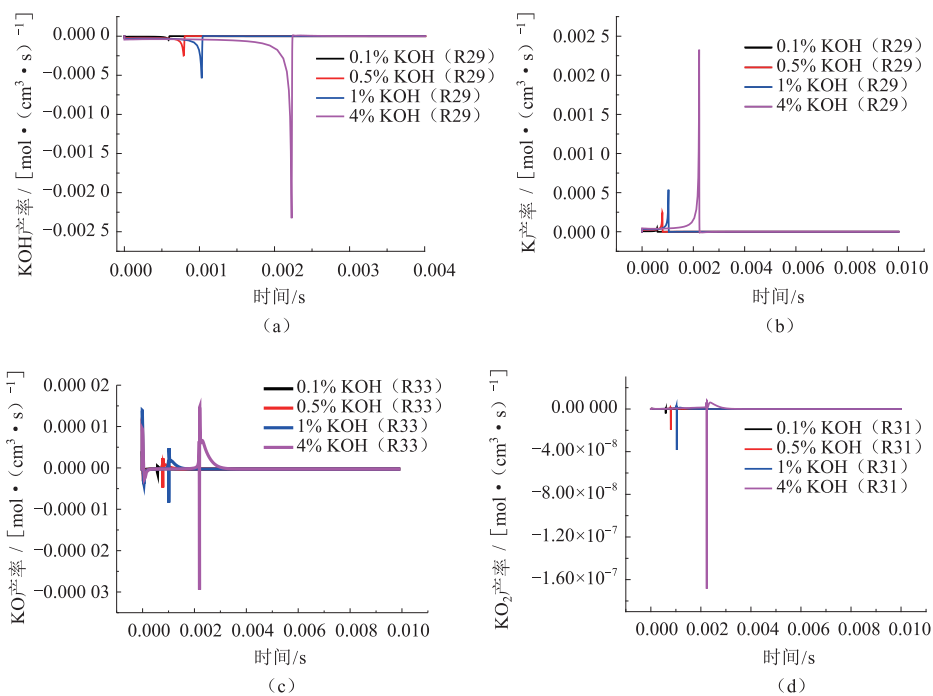 KOH产率 / [mol·(cm³·s)⁻¹]
0.000 0
−0.000 5
−0.001 0
−0.001 5
−0.002 0
−0.002 5
0.1% KOH（R29）
0.5% KOH（R29）
1% KOH（R29）
4% KOH（R29）
0.000 0.001 0.002 0.003 0.004
时间/s
（a）
K产率 / [mol·(cm³·s)⁻¹]
0.002 5
0.002 0
0.001 5
0.001 0
0.000 5
0.000 0
0.1% KOH（R29）
0.5% KOH（R29）
1% KOH（R29）
4% KOH（R29）
0.000 0.002 0.004 0.006 0.008 0.010
时间/s
（b）
KO产率 / [mol·(cm³·s)⁻¹]
0.000 02
0.000 01
0.000 00
−0.000 01
−0.000 02
−0.000 03
0.1% KOH（R33）
0.5% KOH（R33）
1% KOH（R33）
4% KOH（R33）
0.000 0.002 0.004 0.006 0.008 0.010
时间/s
（c）
KO₂产率 / [mol·(cm³·s)⁻¹]
0.00 000
−4.00×10⁻⁸
−8.00×10⁻⁸
−1.20×10⁻⁷
−1.60×10⁻⁷
0.1% KOH（R31）
0.5% KOH（R31）
1% KOH（R31）
4% KOH（R31）
0.000 0.002 0.004 0.006 0.008 0.010
时间/s
（d）